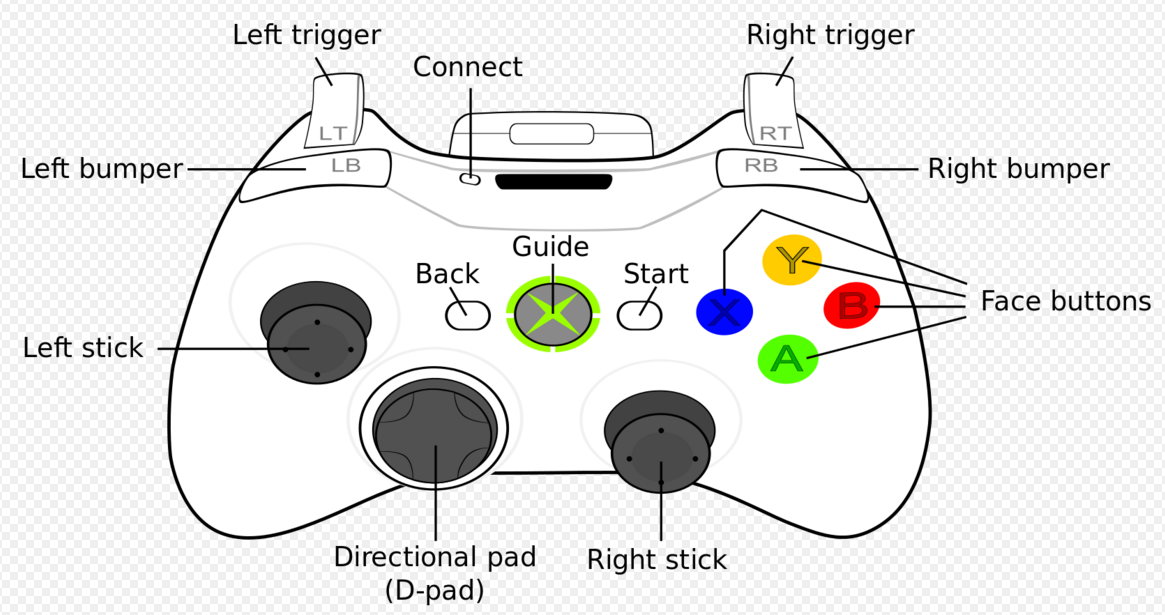 Left trigger
Right trigger
Connect
LT
RT
Left bumper
LB
RB
Right bumper
Guide
Back
Start
Y
X
B
A
Face buttons
Left stick
Directional pad
(D-pad)
Right stick